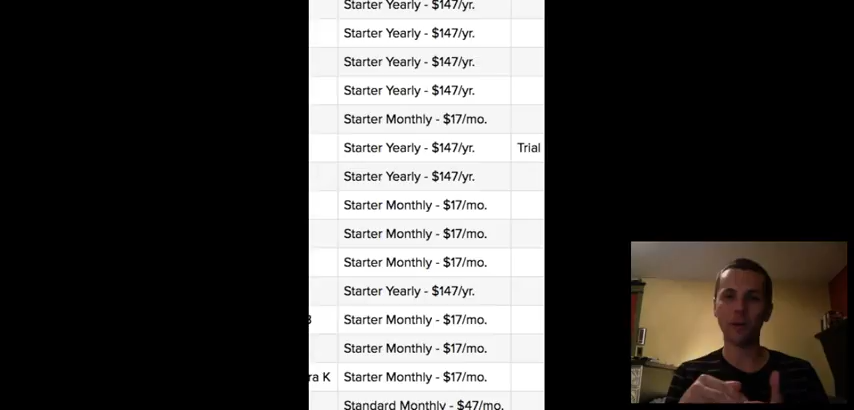 Starter Yearly - $147/yr.
Starter Yearly - $147/yr.
Starter Yearly - $147/yr.
Starter Yearly - $147/yr.
Starter Monthly - $17/mo.
Starter Yearly - $147/yr. Trial
Starter Yearly - $147/yr.
Starter Monthly - $17/mo.
Starter Monthly - $17/mo.
Starter Monthly - $17/mo.
Starter Yearly - $147/yr.
Starter Monthly - $17/mo.
Starter Monthly - $17/mo.
ra K Starter Monthly - $17/mo.
Standard Monthly - $47/mo.